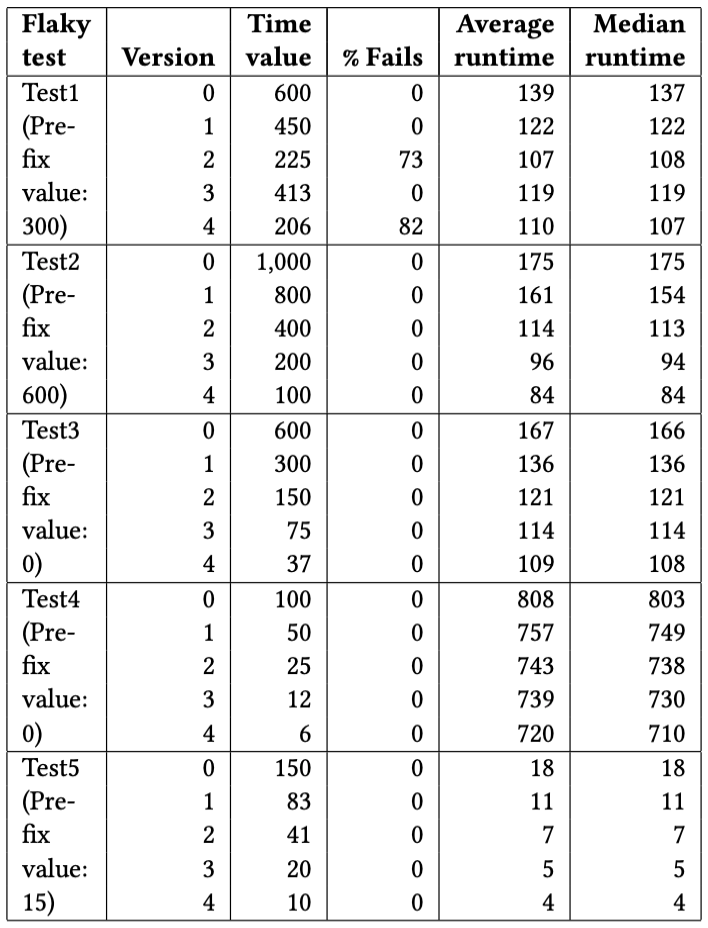 Flaky test Version Time value % Fails Average runtime Median runtime
Test1 0 600 0 139 137
(Pre- 1 450 0 122 122
fix 2 225 73 107 108
value: 3 413 0 119 119
300) 4 206 82 110 107
Test2 0 1,000 0 175 175
(Pre- 1 800 0 161 154
fix 2 400 0 114 113
value: 3 200 0 96 94
600) 4 100 0 84 84
Test3 0 600 0 167 166
(Pre- 1 300 0 136 136
fix 2 150 0 121 121
value: 3 75 0 114 114
0) 4 37 0 109 108
Test4 0 100 0 808 803
(Pre- 1 50 0 757 749
fix 2 25 0 743 738
value: 3 12 0 739 730
0) 4 6 0 720 710
Test5 0 150 0 18 18
(Pre- 1 83 0 11 11
fix 2 41 0 7 7
value: 3 20 0 5 5
15) 4 10 0 4 4